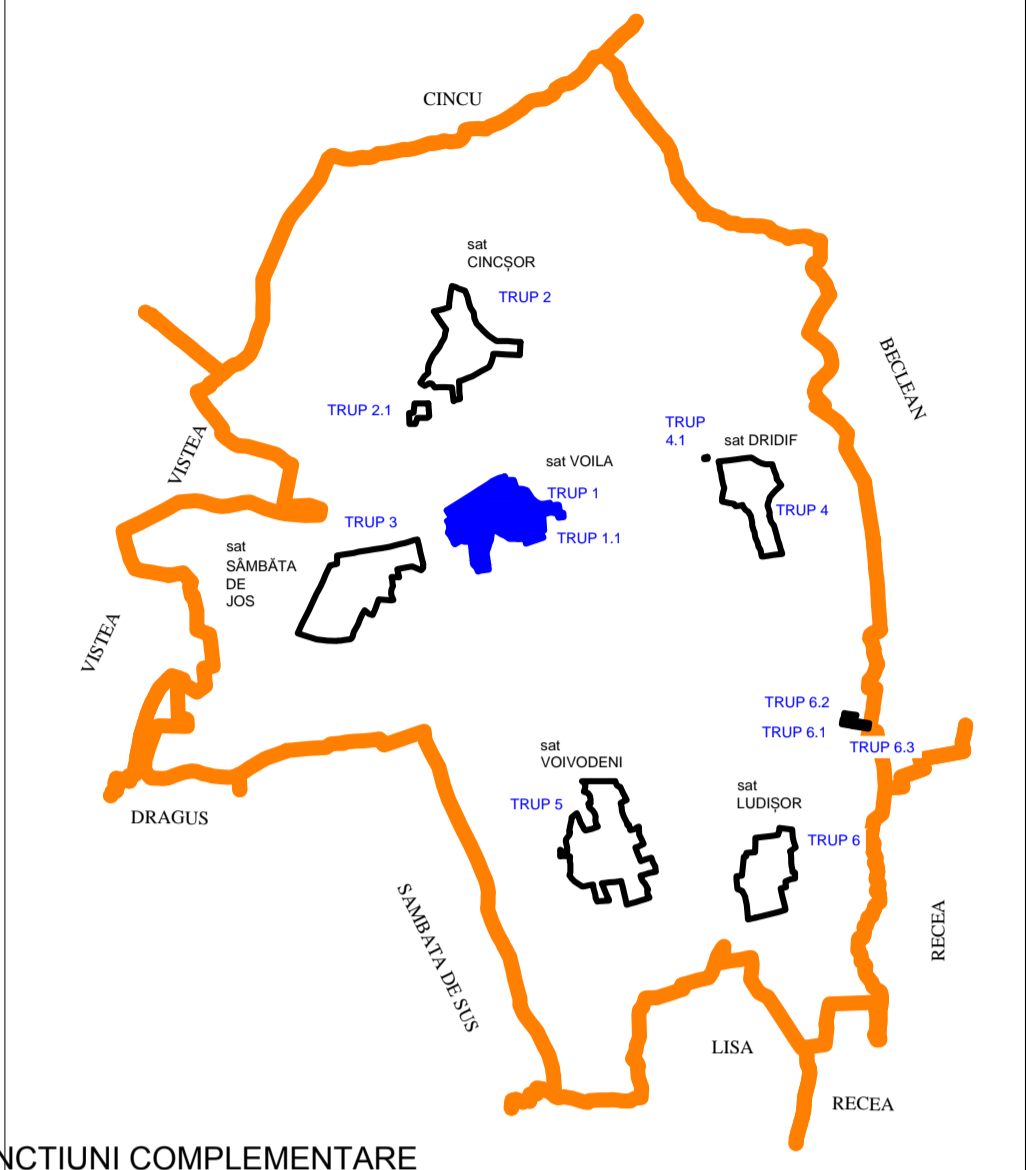 CINCU
sat
CINCȘOR
TRUP 2
BECLEAN
TRUP 2.1
TRUP
4.1
sat DRIDIF
VISTEA
sat VOILA
TRUP 1
TRUP 4
TRUP 3
TRUP 1.1
sat
SÂMBĂTA
DE
JOS
VISTEA
TRUP 6.2
TRUP 6.1
TRUP 6.3
sat
VOIVODENI
sat
LUDIȘOR
TRUP 5
DRAGUS
TRUP 6
SAMBATA DE SUS
RECEA
LISA
RECEA
NCTIUNI COMPLEMENTARE